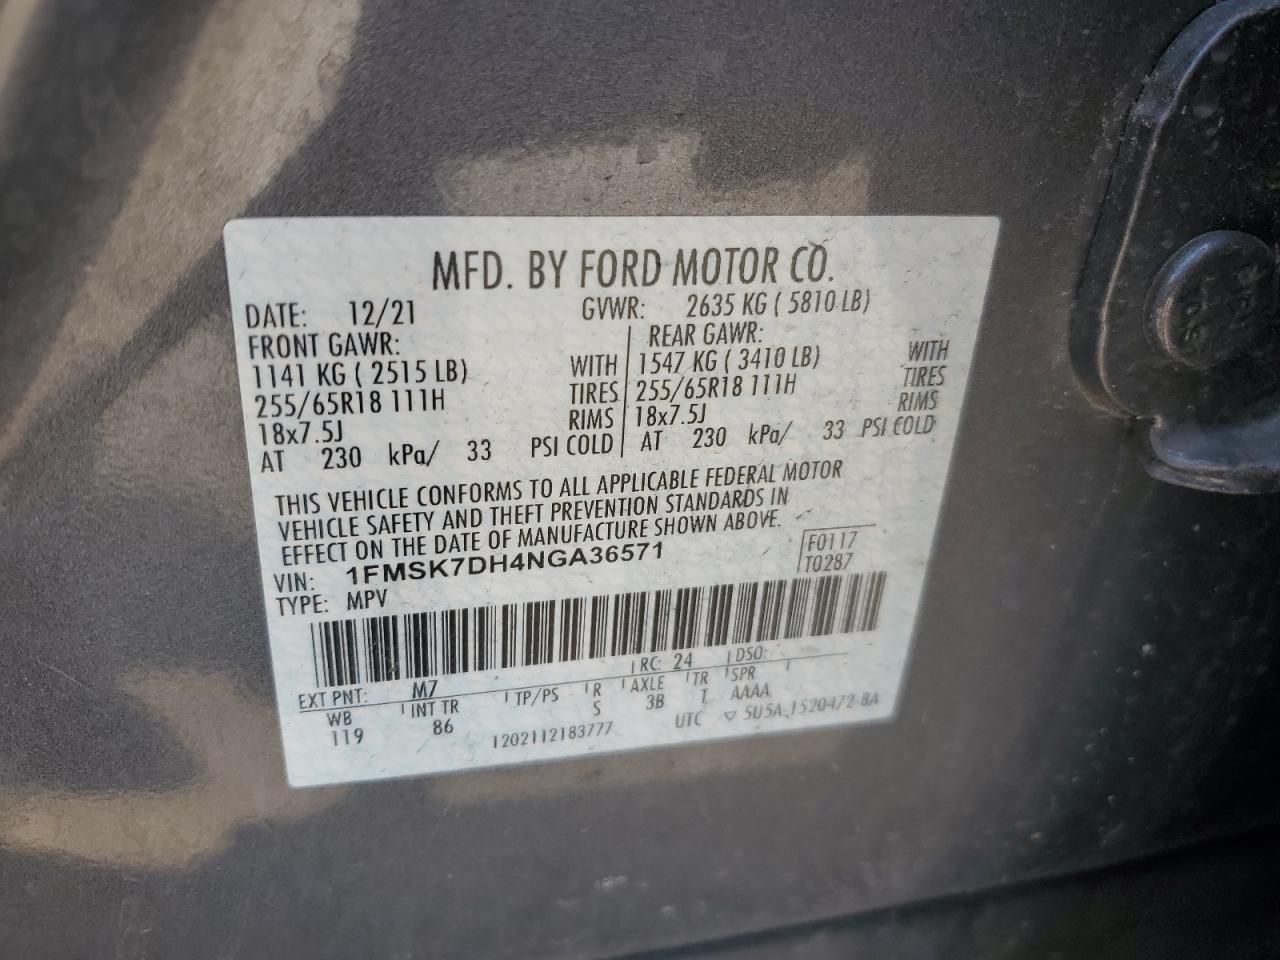 MFD. BY FORD MOTOR CO.
DATE: 12/21 GVWR: 2635 KG ( 5810 LB)
FRONT GAWR: REAR GAWR:
1141 KG ( 2515 LB) WITH 1547 KG ( 3410 LB) WITH
255/65R18 111H TIRES 255/65R18 111H TIRES
18x7.5J RIMS 18x7.5J RIMS
AT 230 kPa/ 33 PSI COLD AT 230 kPa/ 33 PSI COLD
THIS VEHICLE CONFORMS TO ALL APPLICABLE FEDERAL MOTOR
VEHICLE SAFETY AND THEFT PREVENTION STANDARDS IN
EFFECT ON THE DATE OF MANUFACTURE SHOWN ABOVE.
VIN: 1FMSK7DH4NGA36571 F0117
TYPE: MPV T0287
EXT PNT: M7 RC: 24 DSO:
WB INT TR TP/PS R AXLE TR SPR
119 86 S 3B T AAAA
1202112183777 UTC ▽ 5U5A-1520472-BA